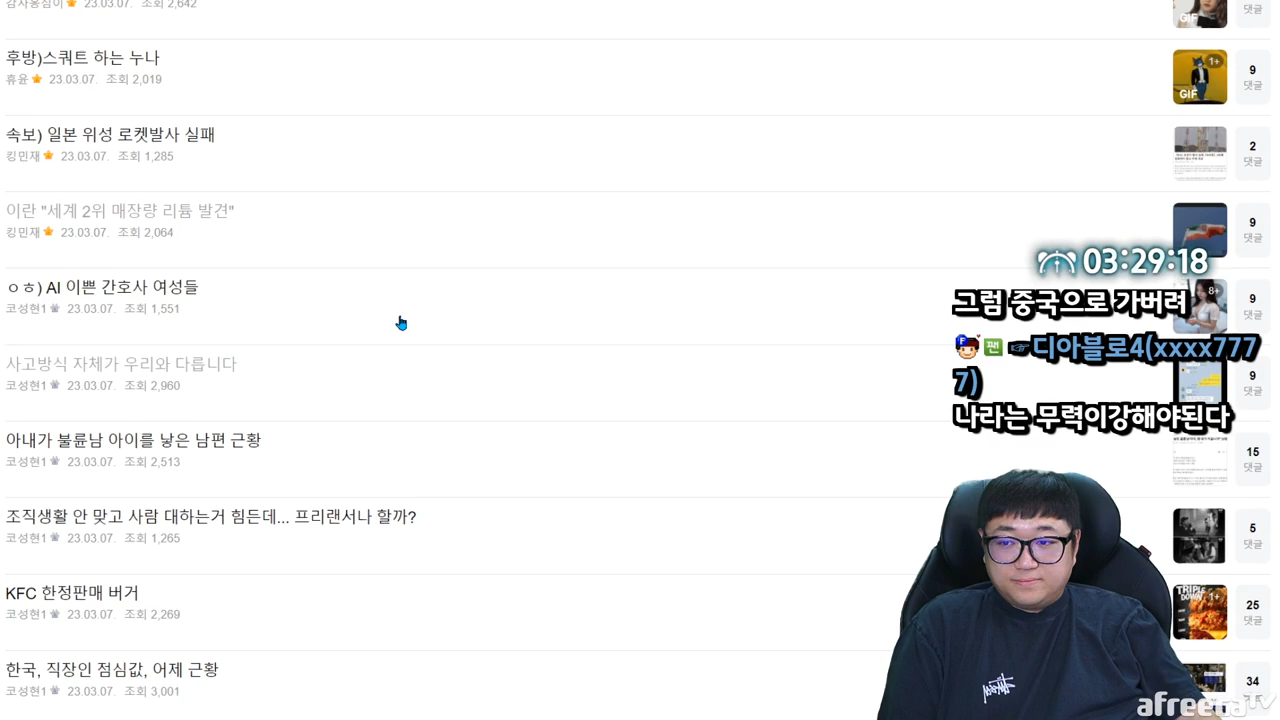 감자옹심이 23.03.07. 조회 2,642
GIF
댓글
후방)스쿼트 하는 누나
휴윤 23.03.07. 조회 2,019
1+
GIF
9
댓글
속보) 일본 위성 로켓발사 실패
킹민재 23.03.07. 조회 1,285
2
댓글
이란 "세계 2위 매장량 리튬 발견"
킹민재 23.03.07. 조회 2,064
9
댓글
03:29:18
ㅇㅎ) AI 이쁜 간호사 여성들
코성현1 23.03.07. 조회 1,551
8+
9
댓글
그럼 중국으로 가버려
F 팬 ☞디아블로4(xxxx777
7)
나라는 무력이강해야된다
사고방식 자체가 우리와 다릅니다
코성현1 23.03.07. 조회 2,960
9
댓글
아내가 불륜남 아이를 낳은 남편 근황
코성현1 23.03.07. 조회 2,513
15
댓글
조직생활 안 맞고 사람 대하는거 힘든데... 프리랜서나 할까?
코성현1 23.03.07. 조회 1,265
5
댓글
KFC 한정판매 버거
코성현1 23.03.07. 조회 2,269
TRIPLE
DOWN
1+
25
댓글
한국, 직장인 점심값, 어제 근황
코성현1 23.03.07. 조회 3,001
34
댓글
afreecaTV